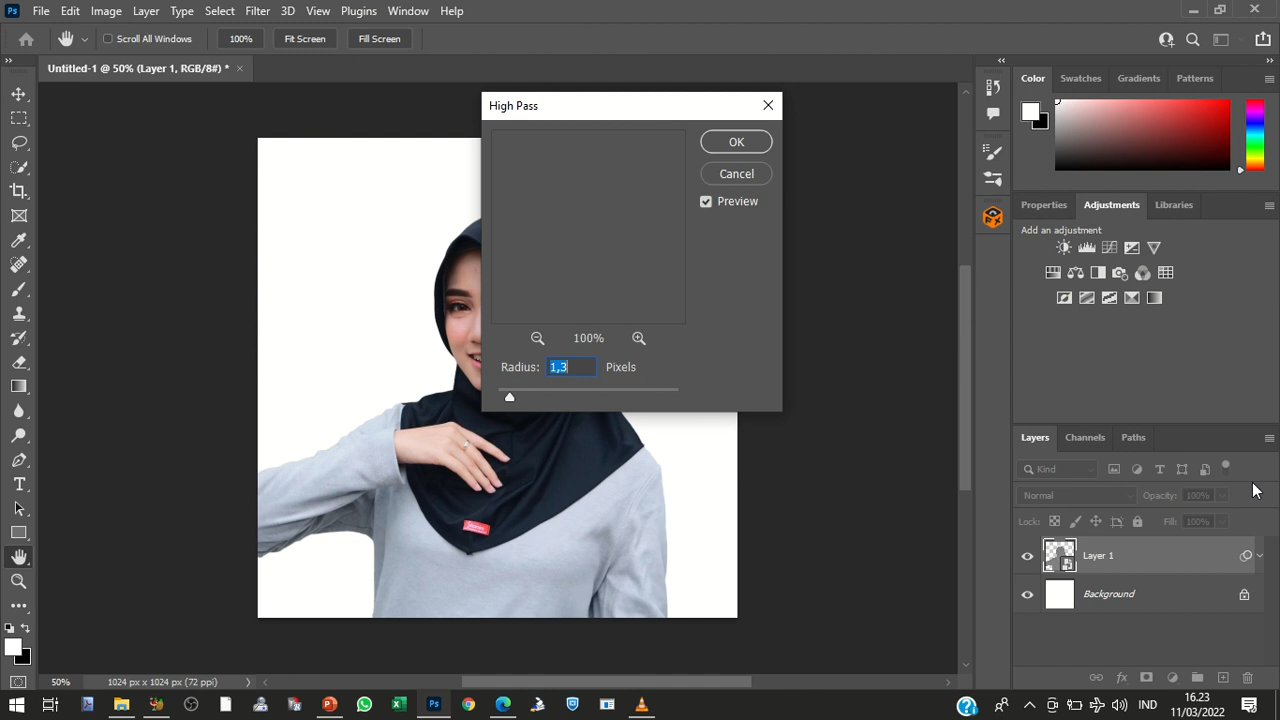 Ps File Edit Image Layer Type Select Filter 3D View Plugins Window Help
Scroll All Windows 100% Fit Screen Fill Screen
Untitled-1 @ 50% (Layer 1, RGB/8#) * ×
High Pass
OK
Cancel
Preview
100%
Radius: 1,3 Pixels
Color Swatches Gradients Patterns
Properties Adjustments Libraries
Add an adjustment
Layers Channels Paths
Kind
Normal Opacity: 100%
Lock: Fill: 100%
Layer 1
Background
50% 1024 px x 1024 px (72 ppi)
IND
16.23
11/03/2022